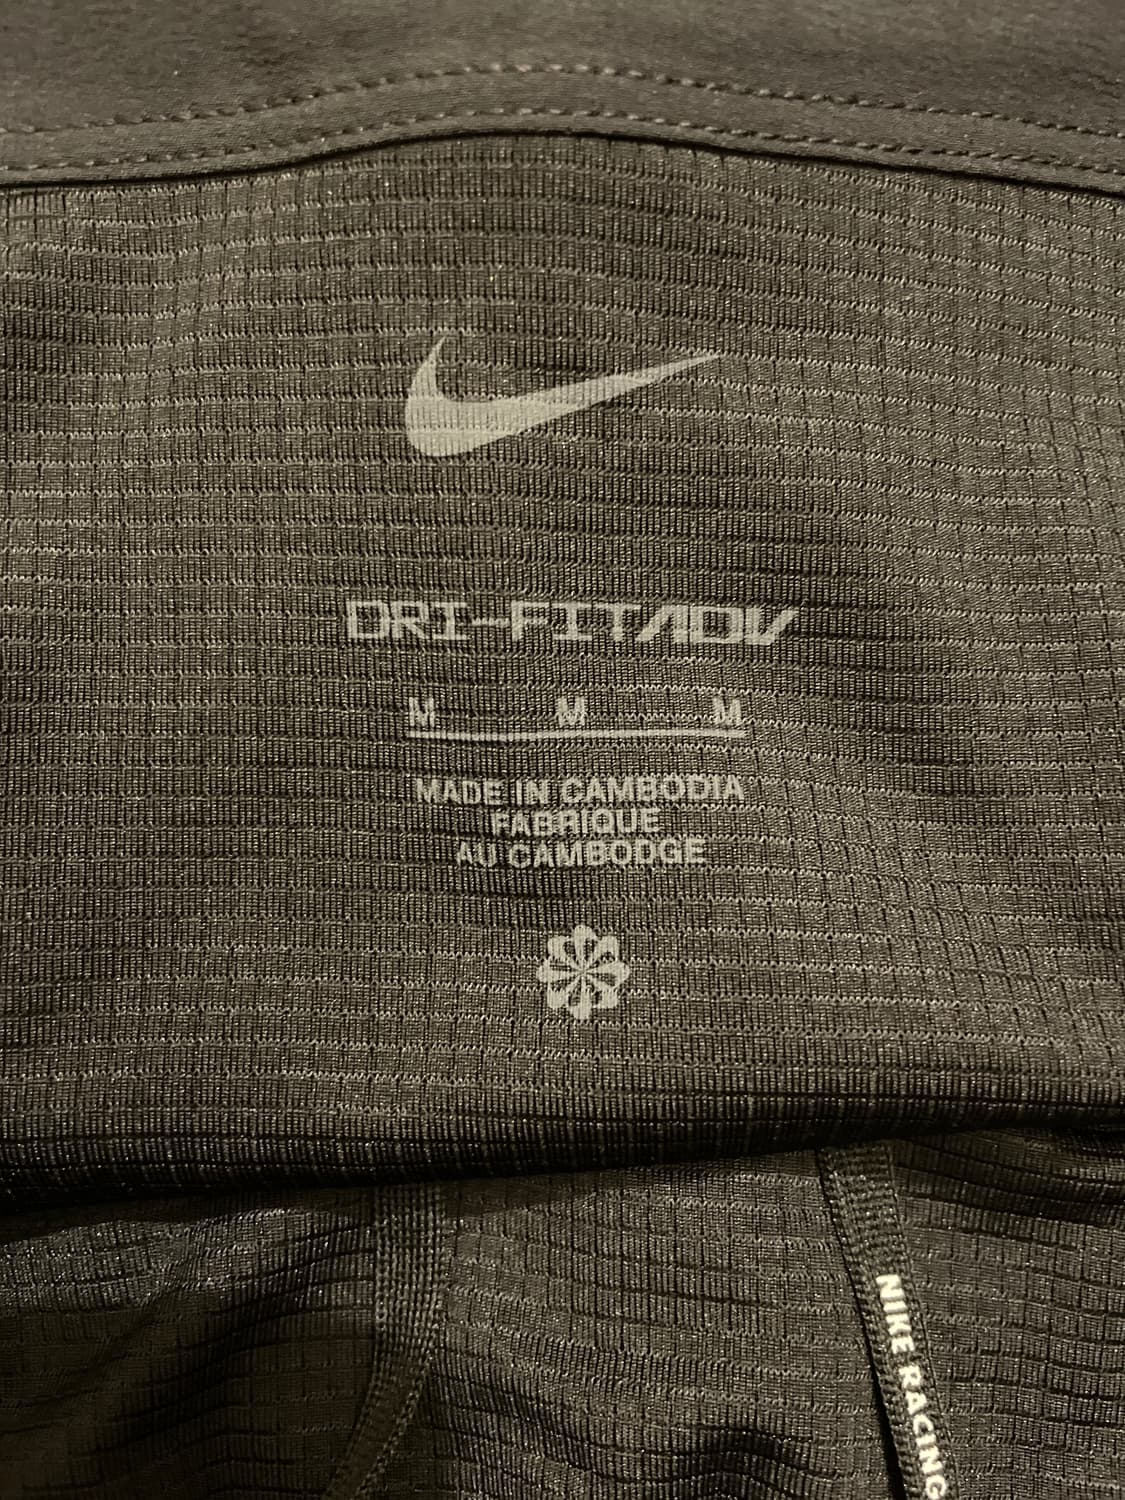 DRI-FIT ADV
M M M
MADE IN CAMBODIA
FABRIQUE
AU CAMBODGE
NIKE RACING